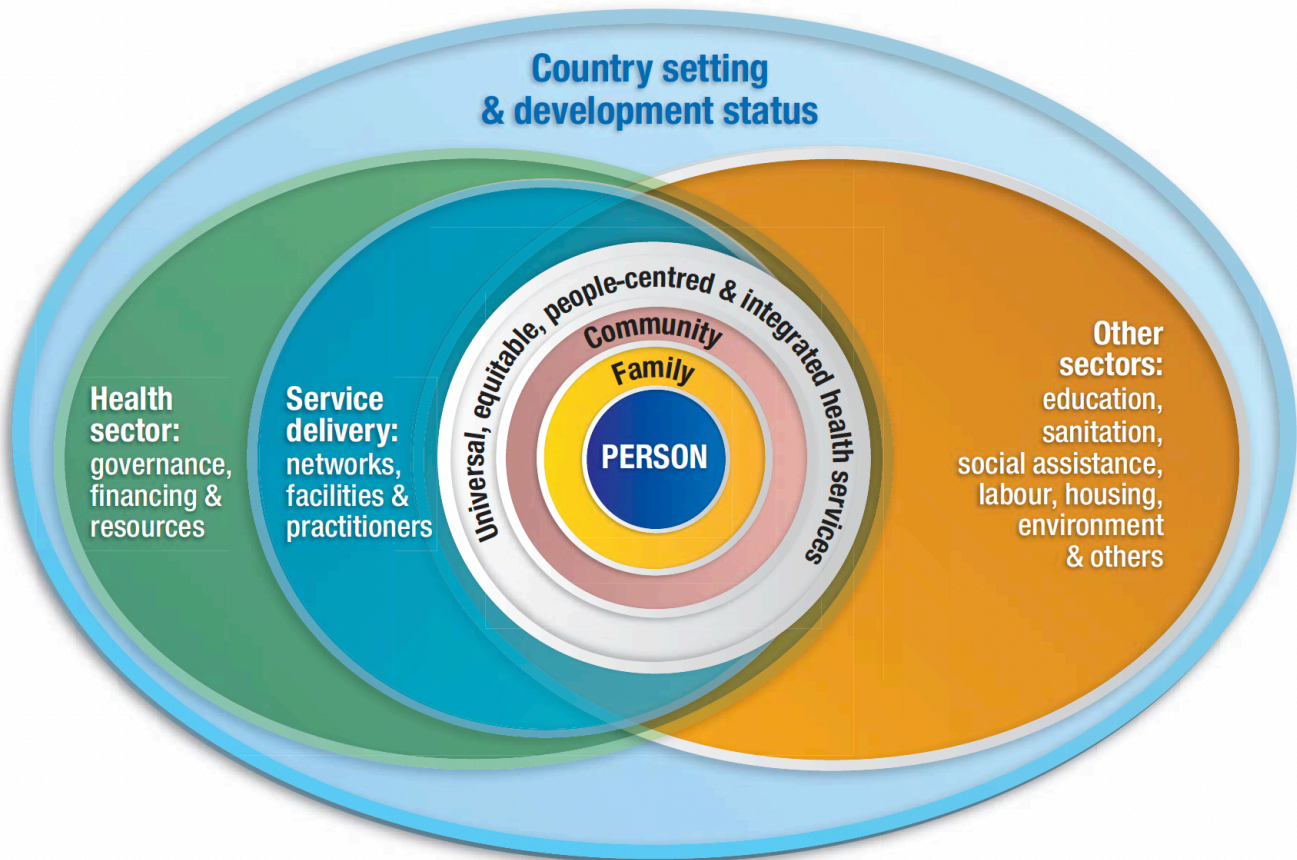 Country setting
& development status
Health
sector:
governance,
financing &
resources
Service
delivery:
networks,
facilities &
practitioners
Universal, equitable, people-centred & integrated health services
Community
Family
PERSON
Other
sectors:
education,
sanitation,
social assistance,
labour, housing,
environment
& others